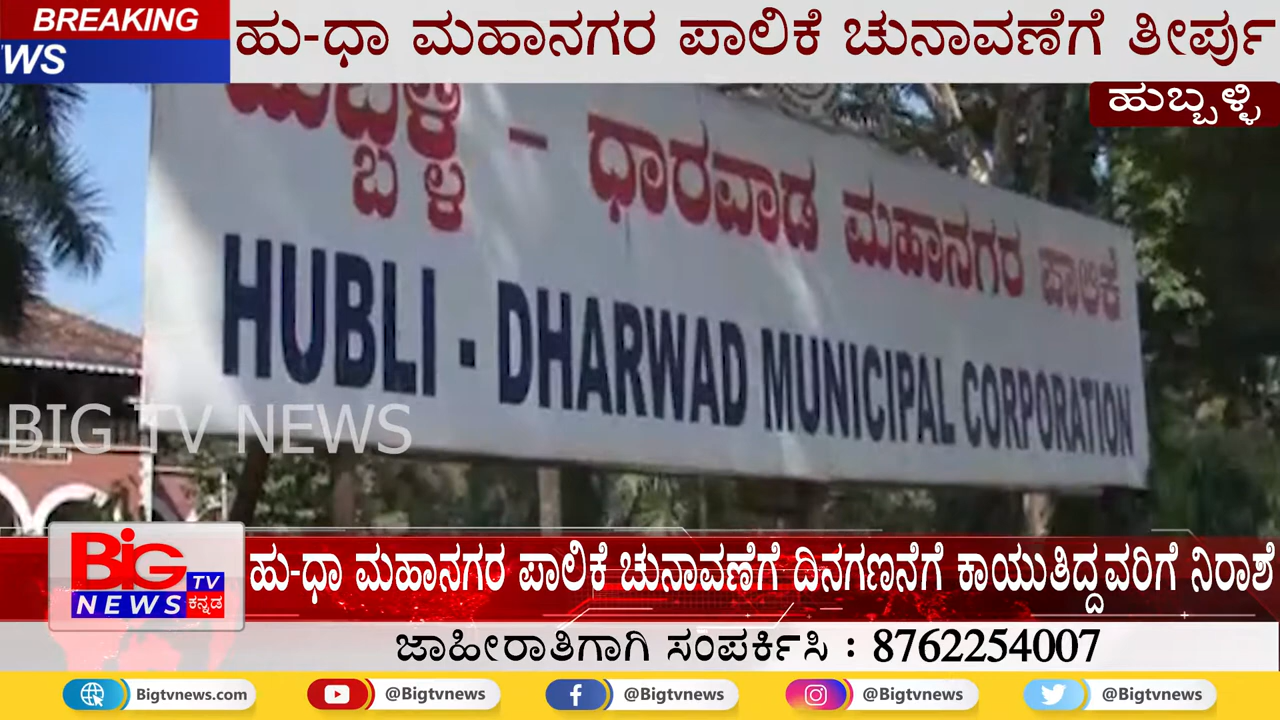 BREAKING
WS
ಹು-ಧಾ ಮಹಾನಗರ ಪಾಲಿಕೆ ಚುನಾವಣೆಗೆ ತೀರ್ಪು
ಹುಬ್ಬಳ್ಳಿ
ಹುಬ್ಬಳ್ಳಿ - ಧಾರವಾಡ ಮಹಾನಗರ ಪಾಲಿಕೆ
HUBLI - DHARWAD MUNICIPAL CORPORATION
BIG TV NEWS
BIG TV NEWS ಕನ್ನಡ
ಹು-ಧಾ ಮಹಾನಗರ ಪಾಲಿಕೆ ಚುನಾವಣೆಗೆ ದಿನಗಣನೆಗೆ ಕಾಯುತಿದ್ದವರಿಗೆ ನಿರಾಶೆ
ಜಾಹೀರಾತಿಗಾಗಿ ಸಂಪರ್ಕಿಸಿ : 8762254007
Bigtvnews.com @Bigtvnews @Bigtvnews @Bigtvnews @Bigtvnews